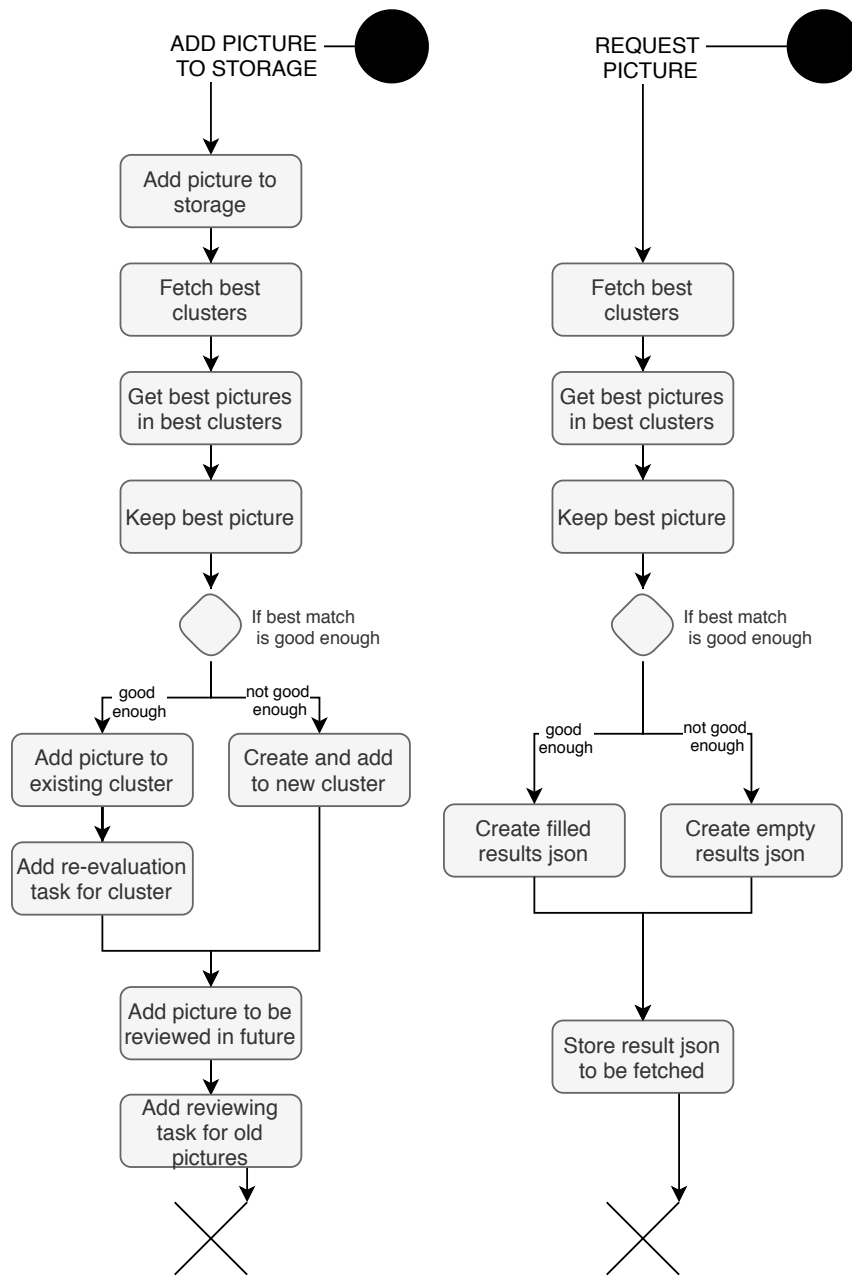 ADD PICTURE
TO STORAGE
Add picture to
storage
Fetch best
clusters
Get best pictures
in best clusters
Keep best picture
If best match
is good enough
good
enough
not good
enough
Add picture to
existing cluster
Create and add
to new cluster
Add re-evaluation
task for cluster
Add picture to be
reviewed in future
Add reviewing
task for old
pictures
REQUEST
PICTURE
Fetch best
clusters
Get best pictures
in best clusters
Keep best picture
If best match
is good enough
good
enough
not good
enough
Create filled
results json
Create empty
results json
Store result json
to be fetched